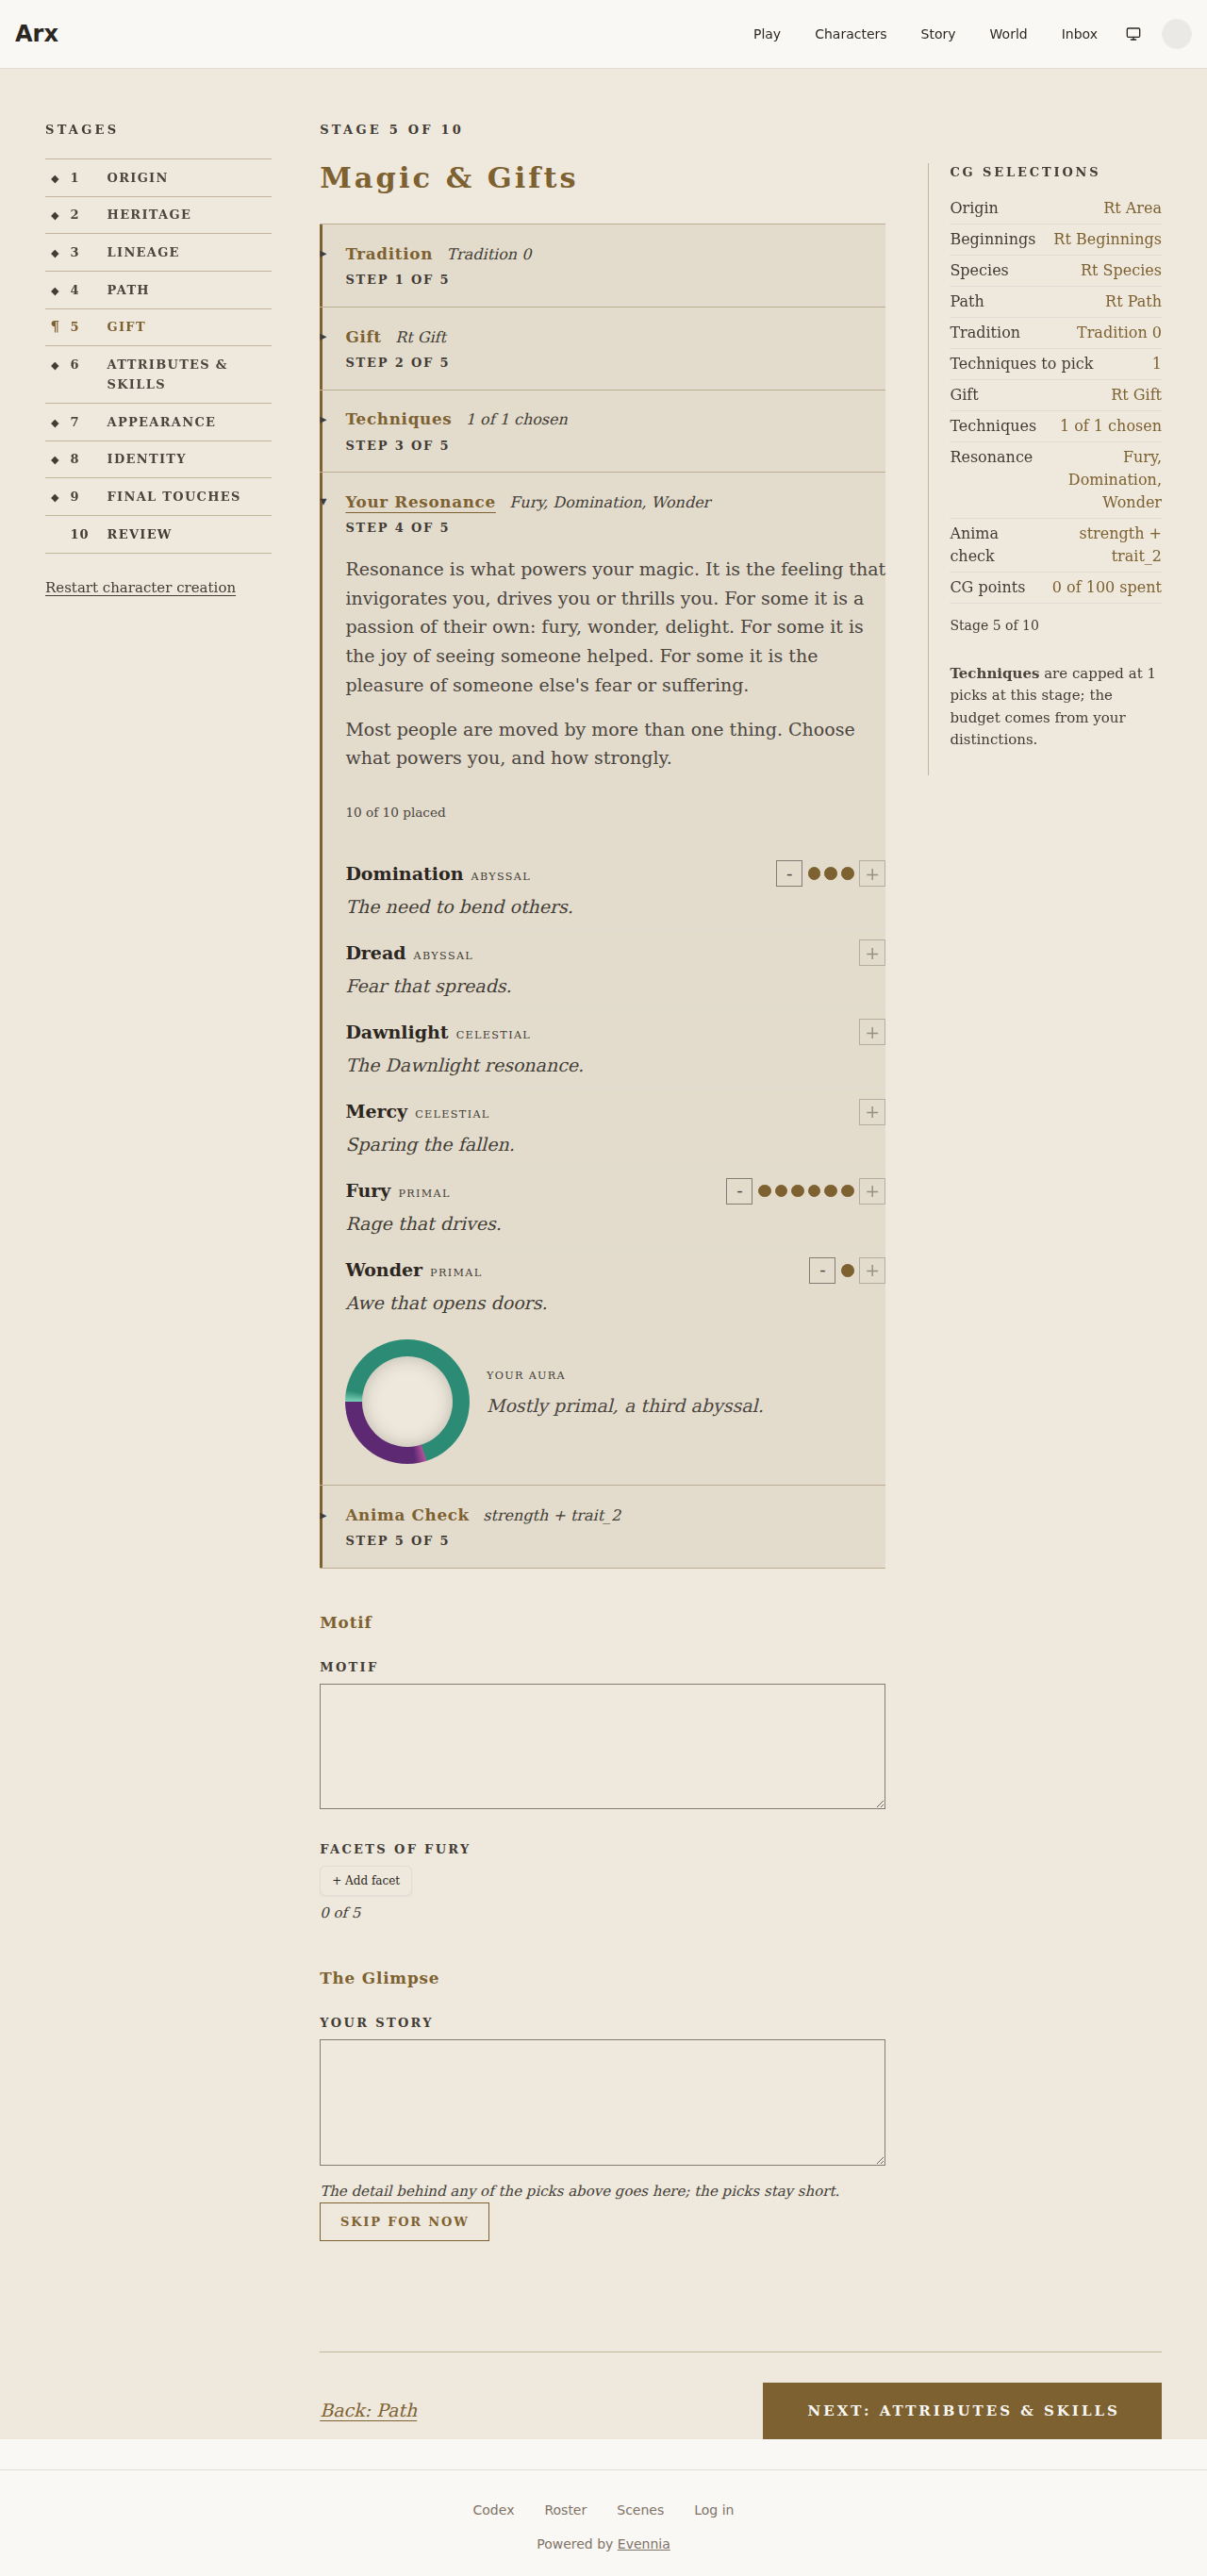 Arx
Play
Characters
Story
World
Inbox
STAGES
◆ 1 ORIGIN
◆ 2 HERITAGE
◆ 3 LINEAGE
◆ 4 PATH
¶ 5 GIFT
◆ 6 ATTRIBUTES &
SKILLS
◆ 7 APPEARANCE
◆ 8 IDENTITY
◆ 9 FINAL TOUCHES
10 REVIEW
Restart character creation
STAGE 5 OF 10
Magic & Gifts
Tradition Tradition 0
STEP 1 OF 5
Gift Rt Gift
STEP 2 OF 5
Techniques 1 of 1 chosen
STEP 3 OF 5
Your Resonance Fury, Domination, Wonder
STEP 4 OF 5
Resonance is what powers your magic. It is the feeling that
invigorates you, drives you or thrills you. For some it is a
passion of their own: fury, wonder, delight. For some it is
the joy of seeing someone helped. For some it is the
pleasure of someone else's fear or suffering.
Most people are moved by more than one thing. Choose
what powers you, and how strongly.
10 of 10 placed
Domination ABYSSAL - +
The need to bend others.
Dread ABYSSAL +
Fear that spreads.
Dawnlight CELESTIAL +
The Dawnlight resonance.
Mercy CELESTIAL +
Sparing the fallen.
Fury PRIMAL - +
Rage that drives.
Wonder PRIMAL - +
Awe that opens doors.
YOUR AURA
Mostly primal, a third abyssal.
Anima Check strength + trait_2
STEP 5 OF 5
Motif
MOTIF
FACETS OF FURY
+ Add facet
0 of 5
The Glimpse
YOUR STORY
The detail behind any of the picks above goes here; the picks stay short.
SKIP FOR NOW
CG SELECTIONS
Origin Rt Area
Beginnings Rt Beginnings
Species Rt Species
Path Rt Path
Tradition Tradition 0
Techniques to pick 1
Gift Rt Gift
Techniques 1 of 1 chosen
Resonance Fury,
Domination,
Wonder
Anima strength +
check trait_2
CG points 0 of 100 spent
Stage 5 of 10
Techniques are capped at 1
picks at this stage; the
budget comes from your
distinctions.
Back: Path
NEXT: ATTRIBUTES & SKILLS
Codex
Roster
Scenes
Log in
Powered by Evennia